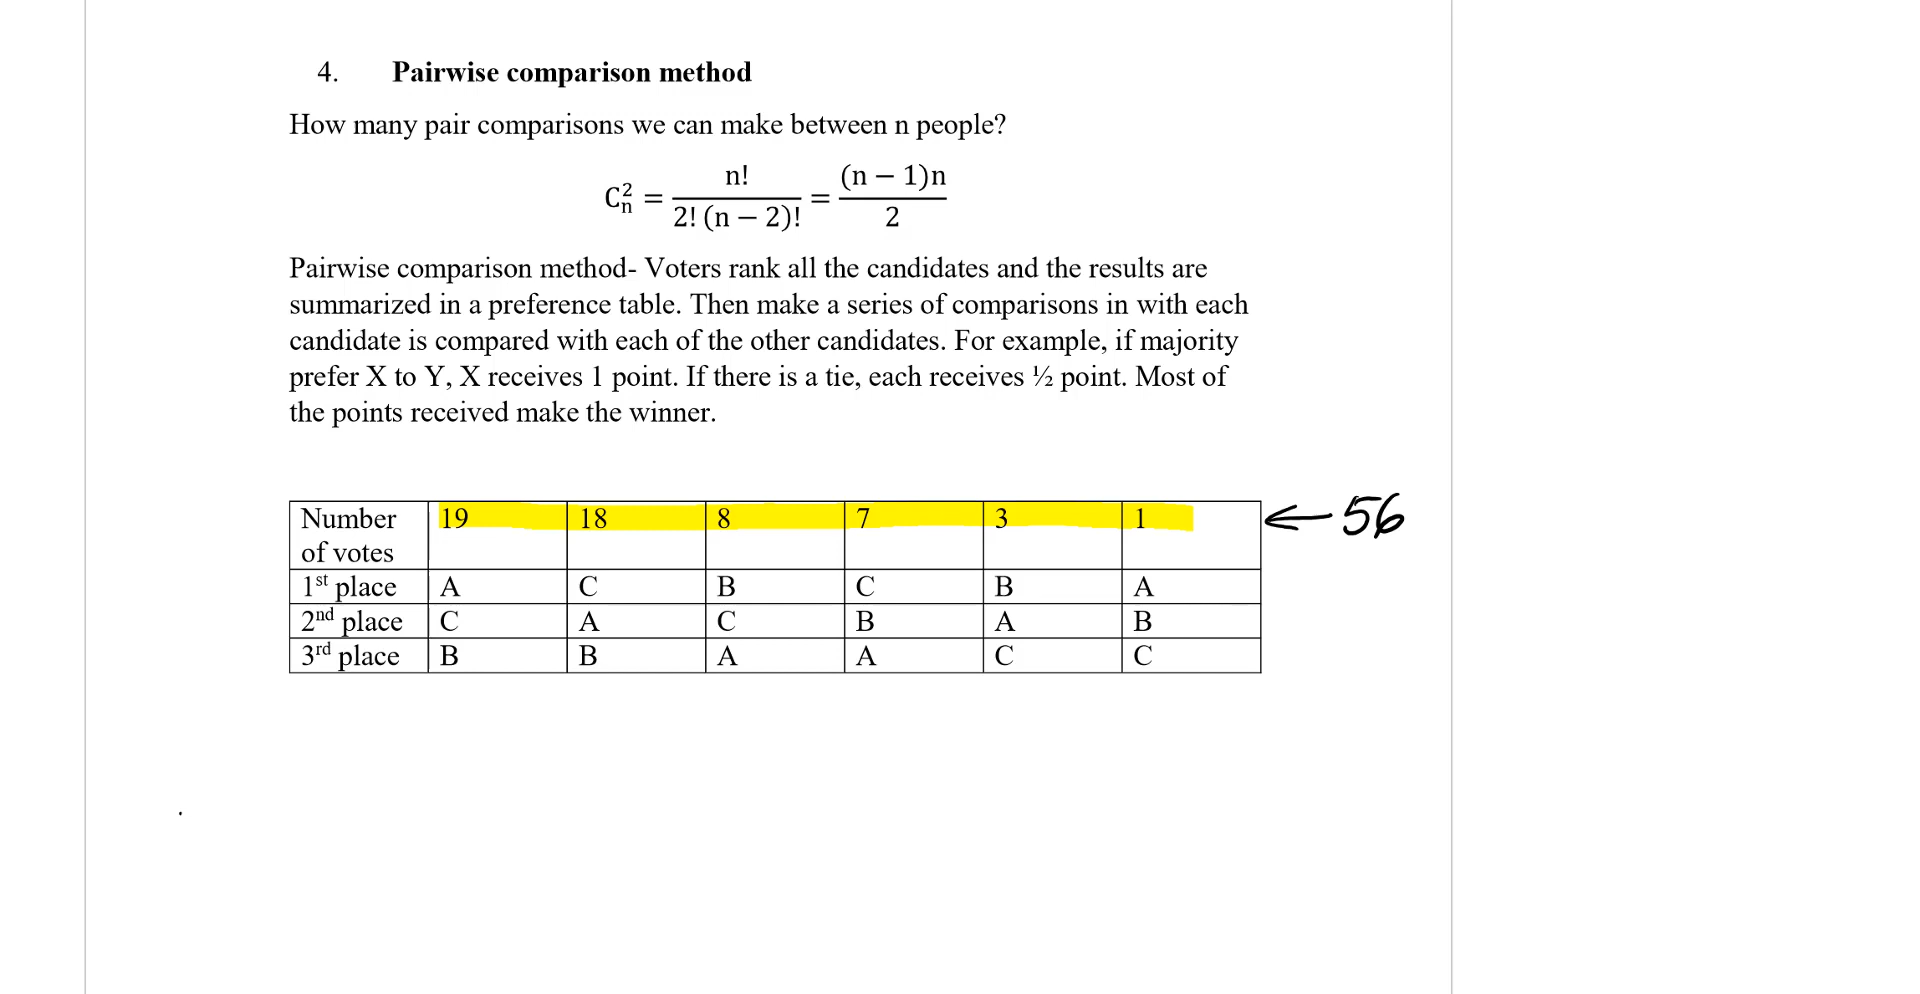 4. Pairwise comparison method
How many pair comparisons we can make between n people?
C²ₙ = n! / 2! (n − 2)! = (n − 1)n / 2
Pairwise comparison method- Voters rank all the candidates and the results are
summarized in a preference table. Then make a series of comparisons in with each
candidate is compared with each of the other candidates. For example, if majority
prefer X to Y, X receives 1 point. If there is a tie, each receives ½ point. Most of
the points received make the winner.
Number of votes 19 18 8 7 3 1 ← 56
1st place A C B C B A
2nd place C A C B A B
3rd place B B A A C C